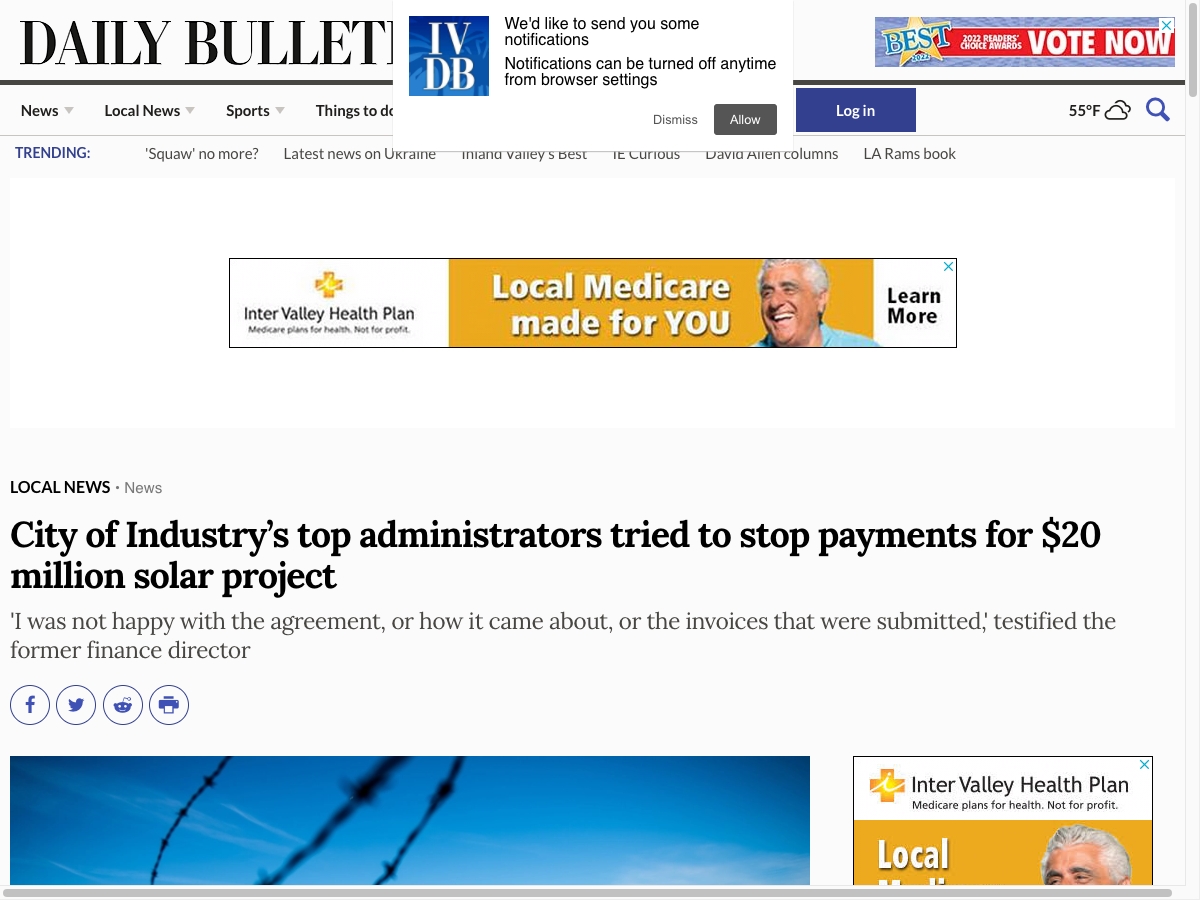 DAILY BULLET
IV
DB
We'd like to send you some
notifications
Notifications can be turned off anytime
from browser settings
Dismiss
Allow
BEST
2022
2022 READERS'
CHOICE AWARDS
VOTE NOW
News
Local News
Sports
Things to do
Log in
55°F
TRENDING:
'Squaw' no more?
Latest news on Ukraine
Inland Valley's Best
IE Curious
David Allen columns
LA Rams book
Inter Valley Health Plan
Medicare plans for health. Not for profit.
Local Medicare
made for YOU
Learn
More
LOCAL NEWS • News
City of Industry’s top administrators tried to stop payments for $20
million solar project
'I was not happy with the agreement, or how it came about, or the invoices that were submitted,' testified the
former finance director
Inter Valley Health Plan
Medicare plans for health. Not for profit.
Local